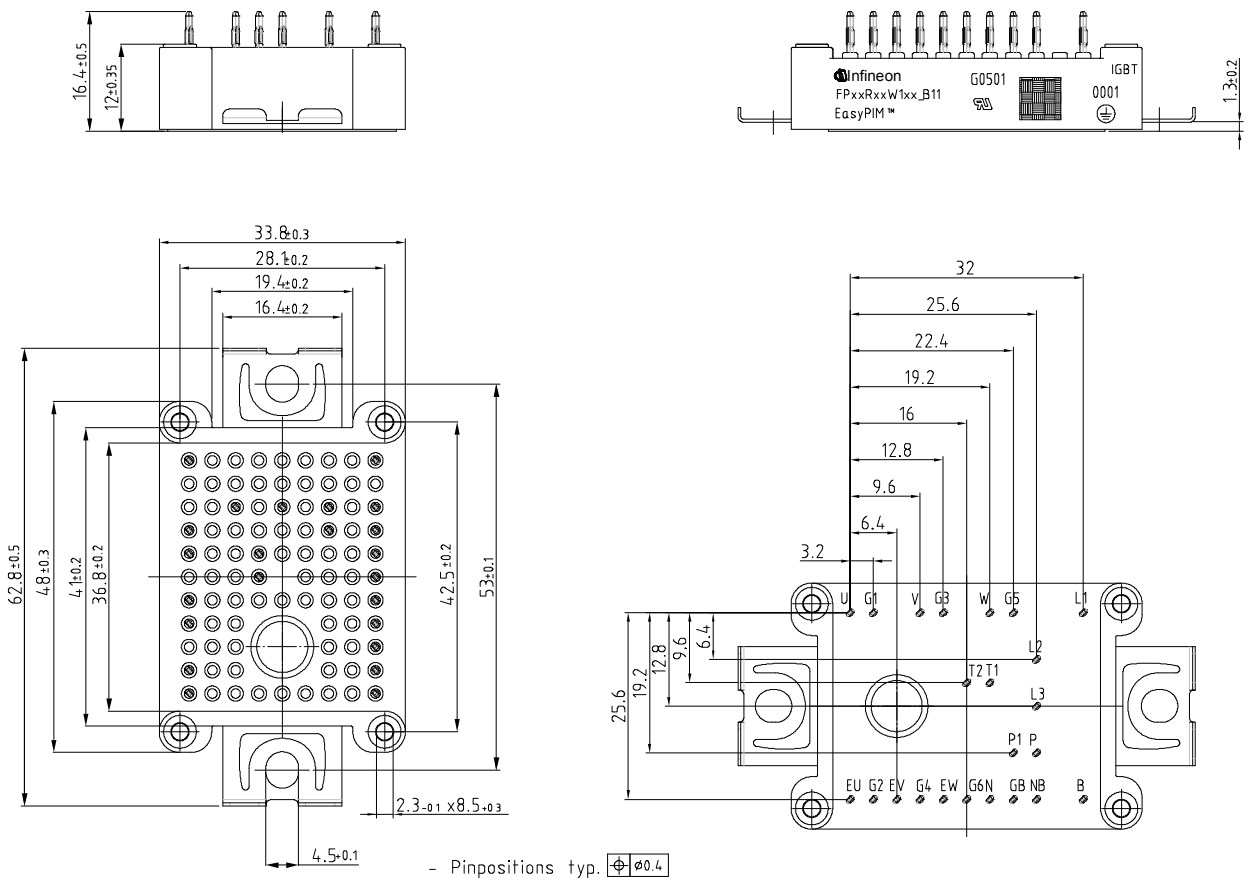 16.4±0.5
12±0.35
Infineon
FPxxRxxW1xx_B11
EasyPIM™
G0501
IGBT
0001
1.3±0.2
33.8±0.3
28.1±0.2
19.4±0.2
16.4±0.2
62.8±0.5
48±0.3
41±0.2
36.8±0.2
42.5±0.2
53±0.1
2.3-0.1 x8.5+0.3
4.5+0.1
32
25.6
22.4
19.2
16
12.8
9.6
6.4
3.2
U G1 V G3 W G5 L1
L2
T2 T1
L3
P1 P
EU G2 EV G4 EW G6 N GB NB B
25.6
19.2
12.8
9.6
6.4
- Pinpositions typ. ⌖ ø0.4